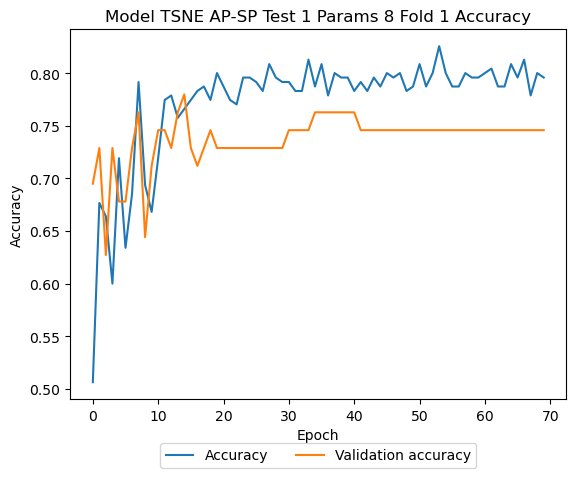 Model TSNE AP-SP Test 1 Params 8 Fold 1 Accuracy
0.80
0.75
0.70
0.65
0.60
0.55
0.50
Accuracy
0 10 20 30 40 50 60 70
Epoch
Accuracy Validation accuracy